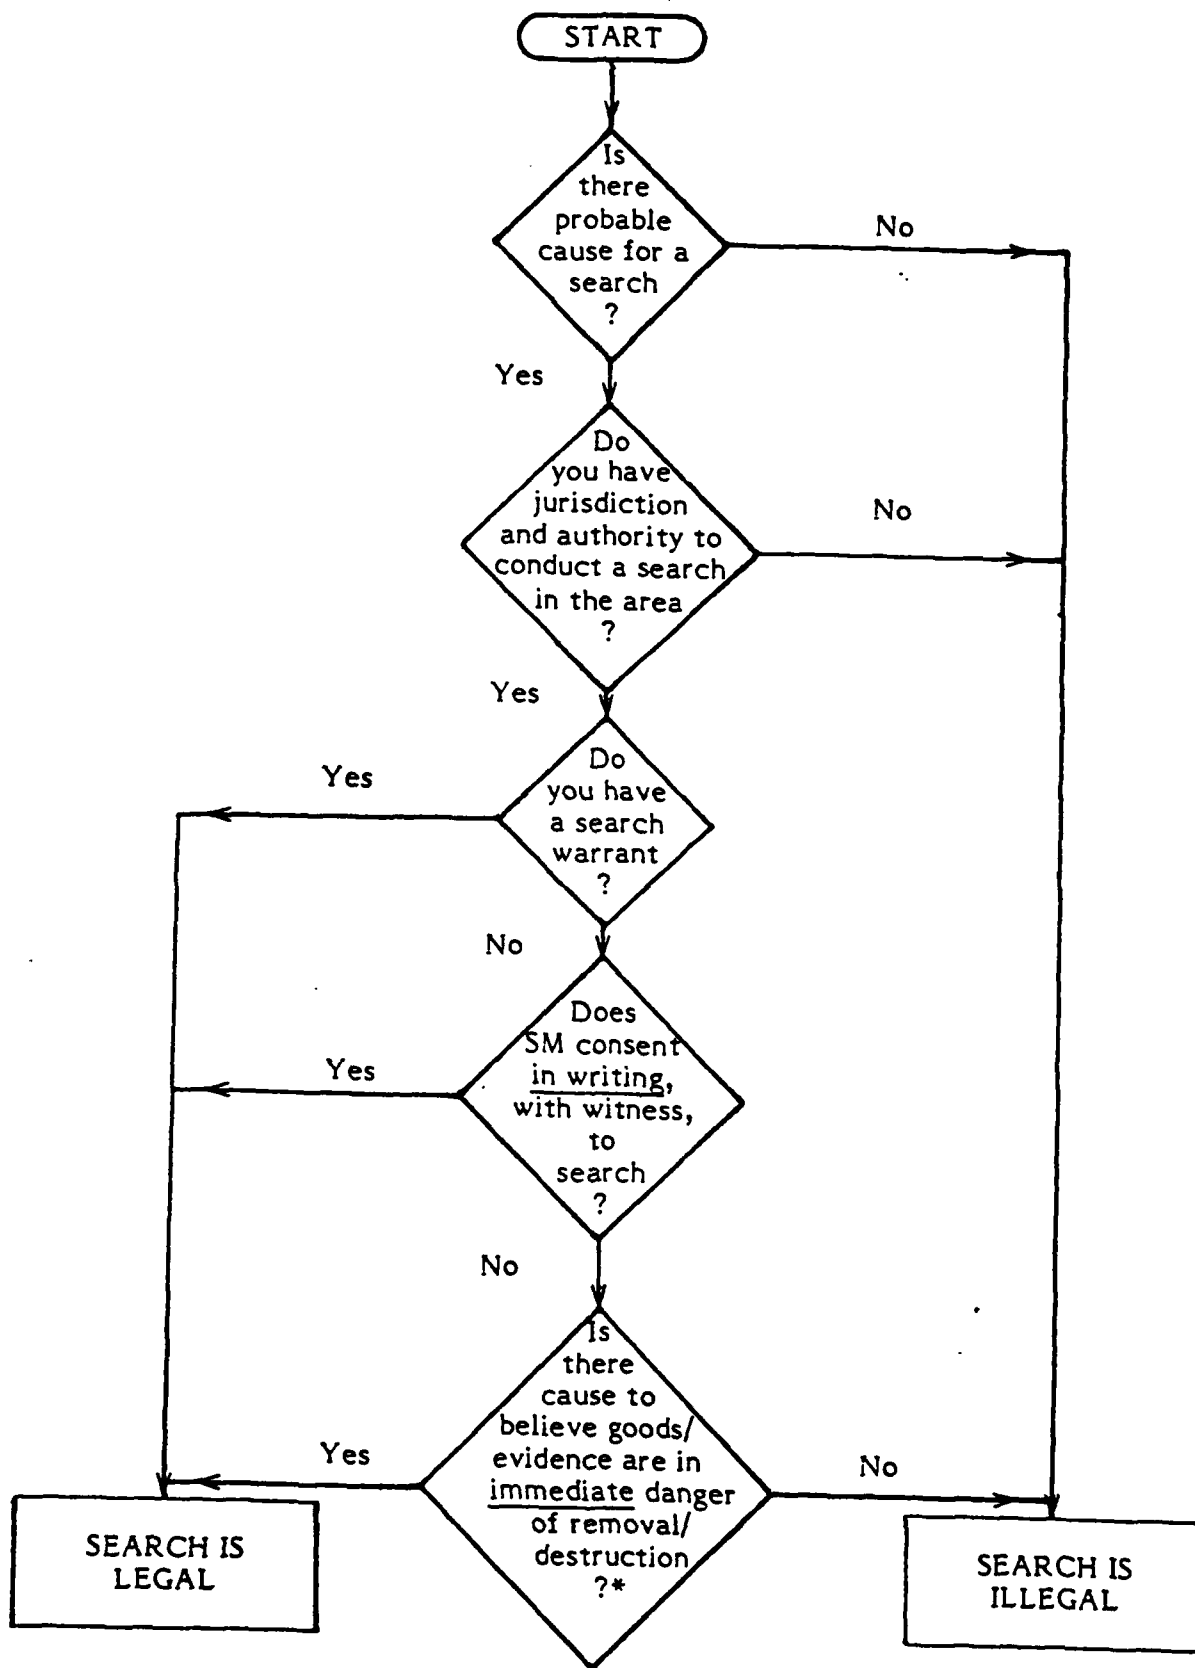 START
Is
there
probable
cause for a
search
?
No
Yes
Do
you have
jurisdiction
and authority to
conduct a search
in the area
?
No
Yes
Do
you have
a search
warrant
?
Yes
No
Does
SM consent
in writing,
with witness,
to
search
?
Yes
No
Is
there
cause to
believe goods/
evidence are in
immediate danger
of removal/
destruction
?*
Yes
No
SEARCH IS
LEGAL
SEARCH IS
ILLEGAL